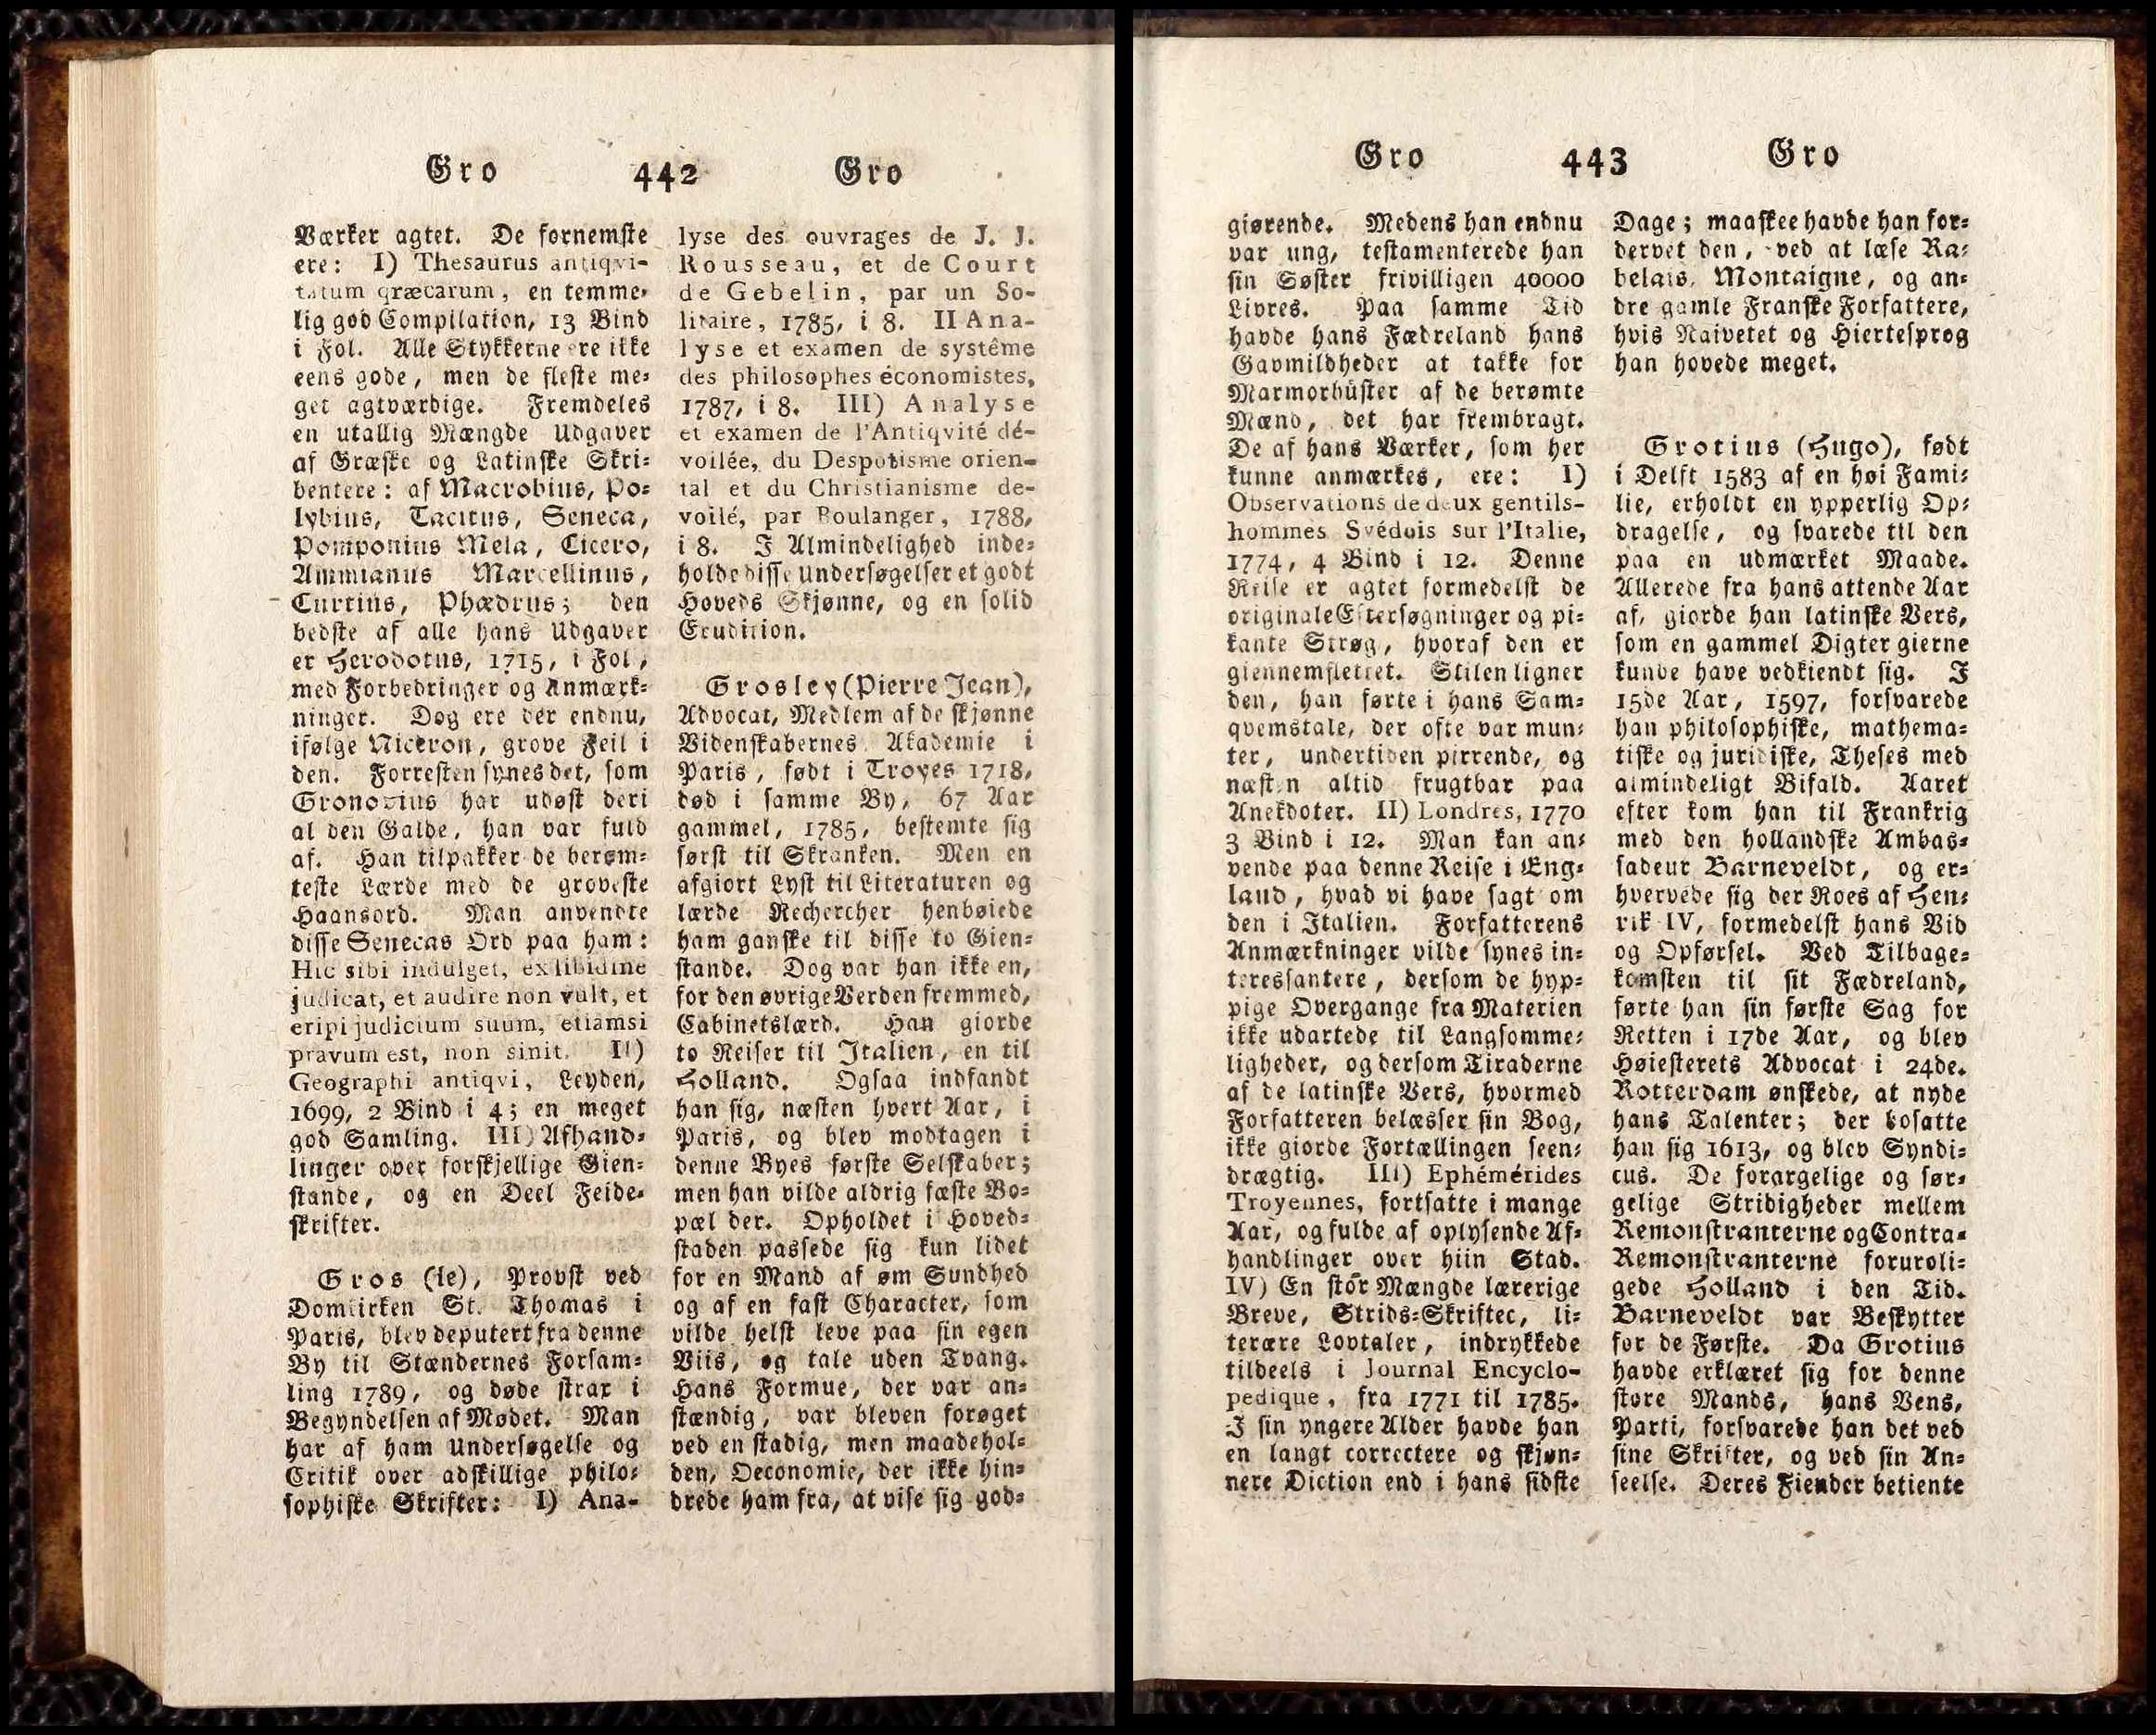 Gro 442 Gro
Værker agtet. De fornemste
ere: I) Thesaurus antiqvi-
tatum qræcarum, en temme-
lig god Compilation, 13 Bind
i Fol. Alle Stykkerne ere ikke
eens gode, men de fleste me-
get agtværdige. Fremdeles
en utallig Mængde Udgaver
af Græske og Latinske Skri-
bentere: af Macrobius, Po-
lybius, Tacitus, Seneca,
Pomponius Mela, Cicero,
Ammianus Marcellinus,
Curtius, Phædrus; den
bedste af alle hans Udgaver
er Herodotus, 1715, i Fol,
med Forbedringer og Anmærk-
ninger. Dog ere der endnu,
ifølge Niceron, grove Feil i
den. Forresten synes det, som
Gronovius har udøst deri
al den Galde, han var fuld
af. Han tilpakker de berøm-
teste Lærde med de groveste
Haansord. Man anvendte
disse Senecas Ord paa ham:
Hic sibi indulget, ex libidine
judicat, et audire non vult, et
eripi judicium suum, etiamsi
pravum est, non sinit. II)
Geographi antiqvi, Leyden,
1699, 2 Bind i 4; en meget
god Samling. III) Afhand-
linger over forskjellige Gien-
stande, og en Deel Feide-
skrifter.
Gros (le), Provst ved
Domkirken St. Thomas i
Paris, blev deputert fra denne
By til Stændernes Forsam-
ling 1789, og døde strax i
Begyndelsen af Mødet. Man
har af ham Undersøgelse og
Critik over adskillige philo-
sophiske Skrifter: I) Ana-
lyse des ouvrages de J. J.
Rousseau, et de Court
de Gebelin, par un So-
litaire, 1785, i 8. II Ana-
lyse et examen de systême
des philosophes économistes,
1787, i 8. III) Analyse
et examen de l'Antiqvité dé-
voilée, du Despotisme orien-
tal et du Christianisme de-
voilé, par Boulanger, 1788,
i 8. I Almindelighed inde-
holde disse Undersøgelser et godt
Hoveds Skjønne, og en solid
Erudition.
Grosley (Pierre Jean),
Advocat, Medlem af de skjønne
Videnskabernes Akademie i
Paris, født i Troyes 1718,
død i samme By, 67 Aar
gammel, 1785, bestemte sig
først til Skranken. Men en
afgiort Lyst til Literaturen og
lærde Rechercher henbøiede
ham ganske til disse to Gien-
stande. Dog var han ikke en,
for den øvrige Verden fremmed,
Cabinetslærd. Han giorde
to Reiser til Italien, en til
Holland. Ogsaa indfandt
han sig, næsten hvert Aar, i
Paris, og blev modtagen i
denne Byes første Selskaber;
men han vilde aldrig fæste Bo-
pæl der. Opholdet i Hoved-
staden passede sig kun lidet
for en Mand af øm Sundhed
og af en fast Character, som
vilde helst leve paa sin egen
Viis, og tale uden Tvang.
Hans Formue, der var an-
stændig, var bleven forøget
ved en stadig, men maadehol-
den, Oeconomie, der ikke hin-
drede ham fra, at vise sig god-
Gro 443 Gro
giørende. Medens han endnu
var ung, testamenterede han
sin Søster frivilligen 40000
Livres. Paa samme Tid
havde hans Fædreland hans
Gavmildheder at takke for
Marmorbüster af de berømte
Mænd, det har frembragt.
De af hans Værker, som her
kunne anmærkes, ere: I)
Observations de deux gentils-
hommes Svédois sur l'Italie,
1774, 4 Bind i 12. Denne
Reise er agtet formedelst de
originale Eftersøgninger og pi-
kante Strøg, hvoraf den er
giennemflettet. Stilen ligner
den, han førte i hans Sam-
qvemstale, der ofte var mun-
ter, undertiden pirrende, og
næsten altid frugtbar paa
Anekdoter. II) Londres, 1770
3 Bind i 12. Man kan an-
vende paa denne Reise i Eng-
land, hvad vi have sagt om
den i Italien. Forfatterens
Anmærkninger vilde synes in-
teressantere, dersom de hyp-
pige Overgange fra Materien
ikke udartede til Langsomme-
ligheder, og dersom Tiraderne
af de latinske Vers, hvormed
Forfatteren belæsser sin Bog,
ikke giorde Fortællingen seen-
drægtig. III) Ephémérides
Troyennes, fortsatte i mange
Aar, og fulde af oplysende Af-
handlinger over hiin Stad.
IV) En stor Mængde lærerige
Breve, Strids-Skrifter, li-
terære Lovtaler, indrykkede
tildeels i Journal Encyclo-
pedique, fra 1771 til 1785.
I sin yngere Alder havde han
en langt correctere og skjøn-
nere Diction end i hans sidste
Dage; maaskee havde han for-
dervet den, ved at læse Ra-
belais, Montaigne, og an-
dre gamle Franske Forfattere,
hvis Naivetet og Hiertesprog
han hovede meget.
Grotius (Hugo), født
i Delft 1583 af en høi Fami-
lie, erholdt en ypperlig Op-
dragelse, og svarede til den
paa en udmærket Maade.
Allerede fra hans attende Aar
af, giorde han latinske Vers,
som en gammel Digter gierne
kunde have vedkiendt sig. I
15de Aar, 1597, forsvarede
han philosophiske, mathema-
tiske og juridiske, Theses med
almindeligt Bifald. Aaret
efter kom han til Frankrig
med den hollandske Ambas-
sadeur Barneveldt, og er-
hvervede sig der Roes af Hen-
rik IV, formedelst hans Vid
og Opførsel. Ved Tilbage-
komsten til sit Fædreland,
førte han sin første Sag for
Retten i 17de Aar, og blev
Høiesterets Advocat i 24de.
Rotterdam ønskede, at nyde
hans Talenter; der bosatte
han sig 1613, og blev Syndi-
cus. De forargelige og sør-
gelige Stridigheder mellem
Remonstranterne og Contra-
Remonstranterne foruroli-
gede Holland i den Tid.
Barneveldt var Beskytter
for de Første. Da Grotius
havde erklæret sig for denne
store Mands, hans Vens,
Parti, forsvarede han det ved
sine Skrifter, og ved sin An-
seelse. Deres Fiender betiente